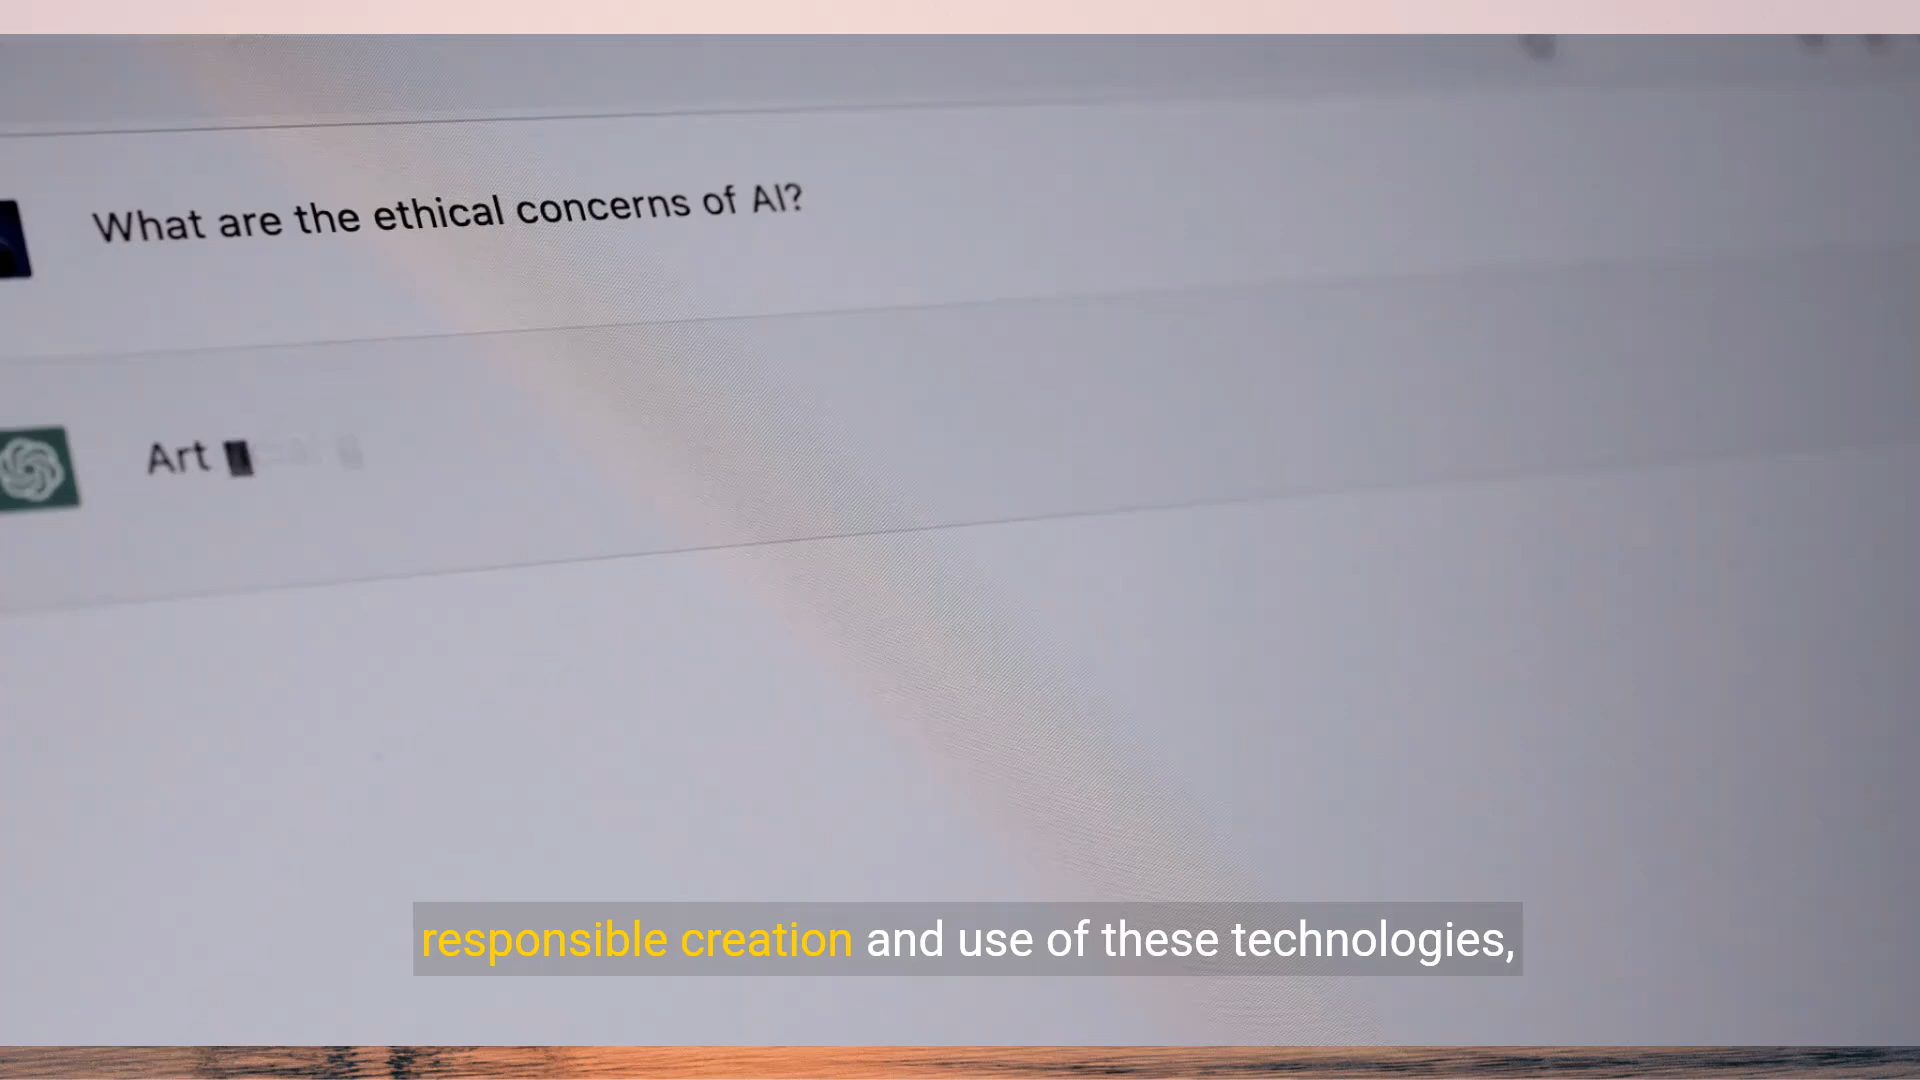 What are the ethical concerns of AI?
Art
responsible creation and use of these technologies,